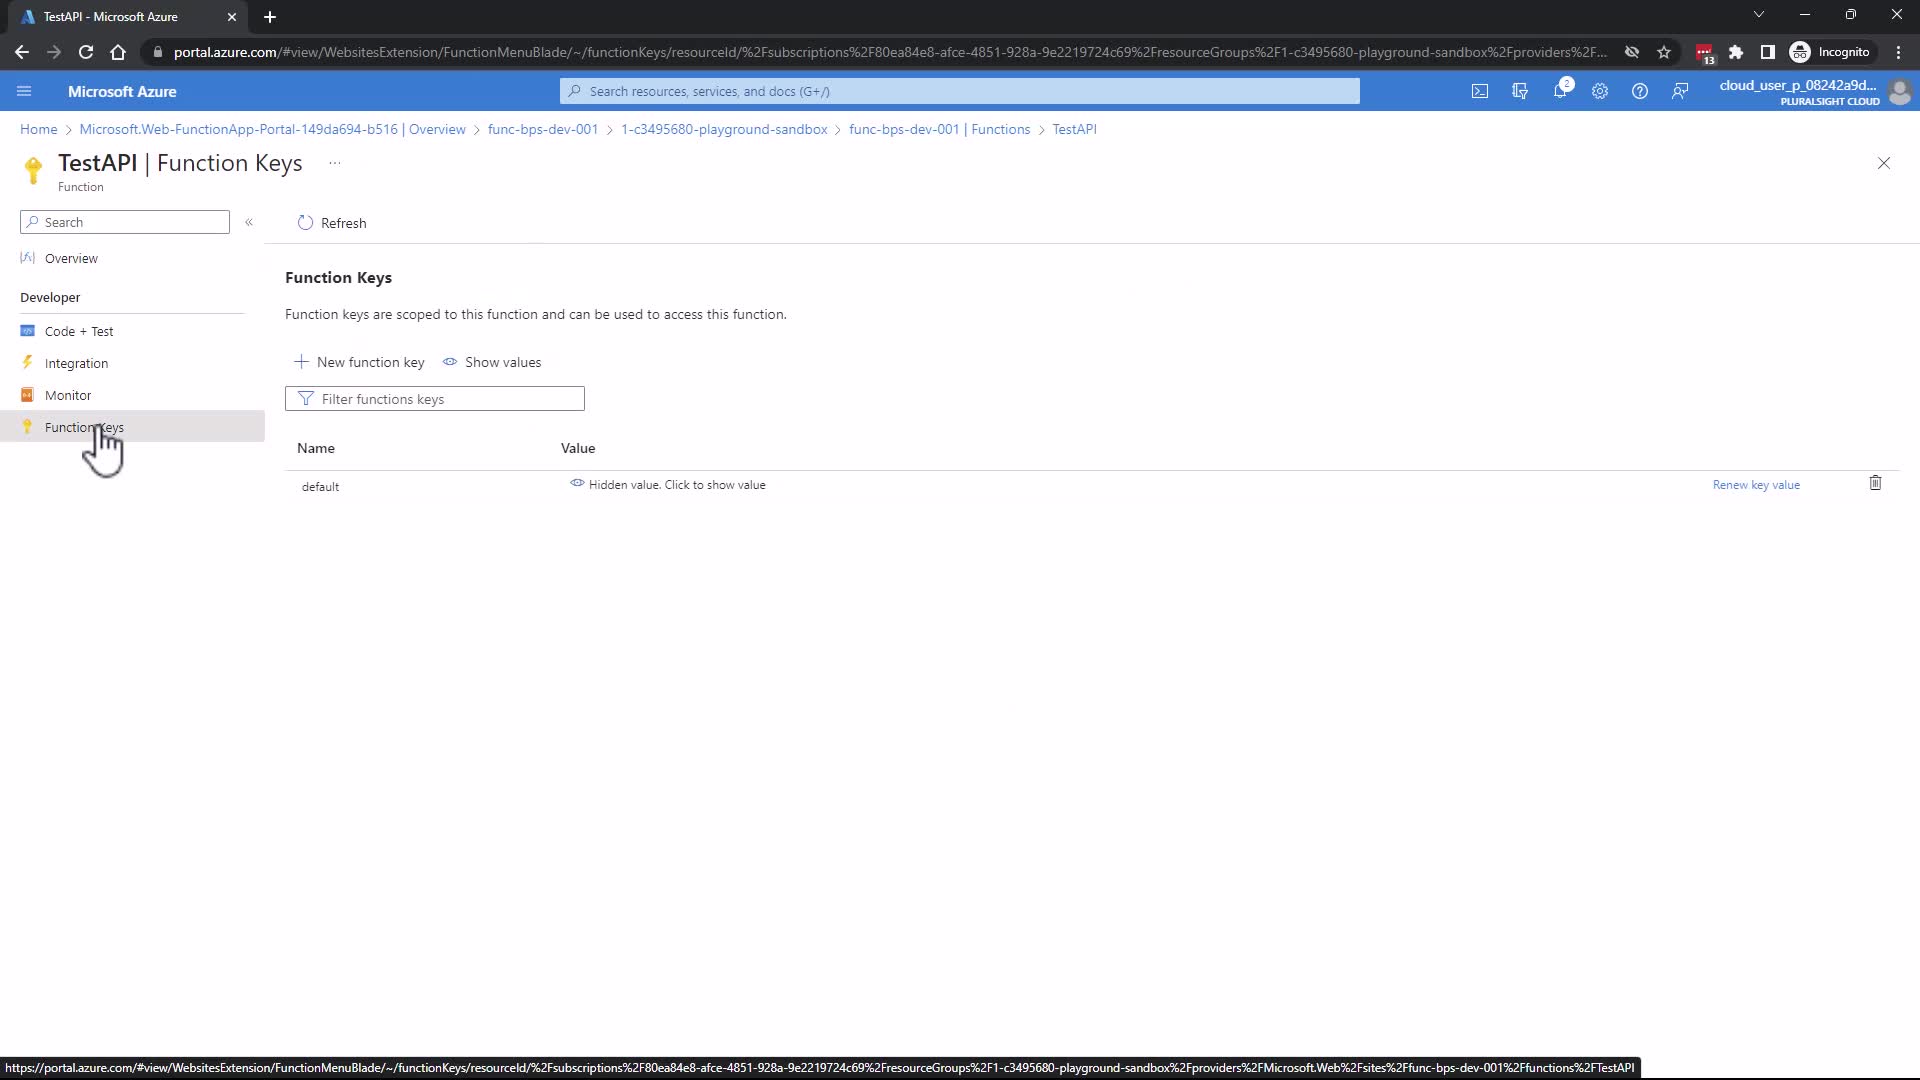 TestAPI - Microsoft Azure
portal.azure.com/#view/WebsitesExtension/FunctionMenuBlade/~/functionKeys/resourceId/%2Fsubscriptions%2F80ea84e8-afce-4851-928a-9e2219724c69%2FresourceGroups%2F1-c3495680-playground-sandbox%2Fproviders%2F...
13
Incognito
Microsoft Azure
Search resources, services, and docs (G+/)
2
cloud_user_p_08242a9d...
PLURALSIGHT CLOUD
Home > Microsoft.Web-FunctionApp-Portal-149da694-b516 | Overview > func-bps-dev-001 > 1-c3495680-playground-sandbox > func-bps-dev-001 | Functions > TestAPI
TestAPI | Function Keys ...
Function
Search
«
Refresh
Overview
Developer
Code + Test
Integration
Monitor
Function Keys
Function Keys
Function keys are scoped to this function and can be used to access this function.
New function key
Show values
Filter functions keys
Name Value
default Hidden value. Click to show value Renew key value
https://portal.azure.com/#view/WebsitesExtension/FunctionMenuBlade/~/functionKeys/resourceId/%2Fsubscriptions%2F80ea84e8-afce-4851-928a-9e2219724c69%2FresourceGroups%2F1-c3495680-playground-sandbox%2Fproviders%2FMicrosoft.Web%2Fsites%2Ffunc-bps-dev-001%2Ffunctions%2FTestAPI